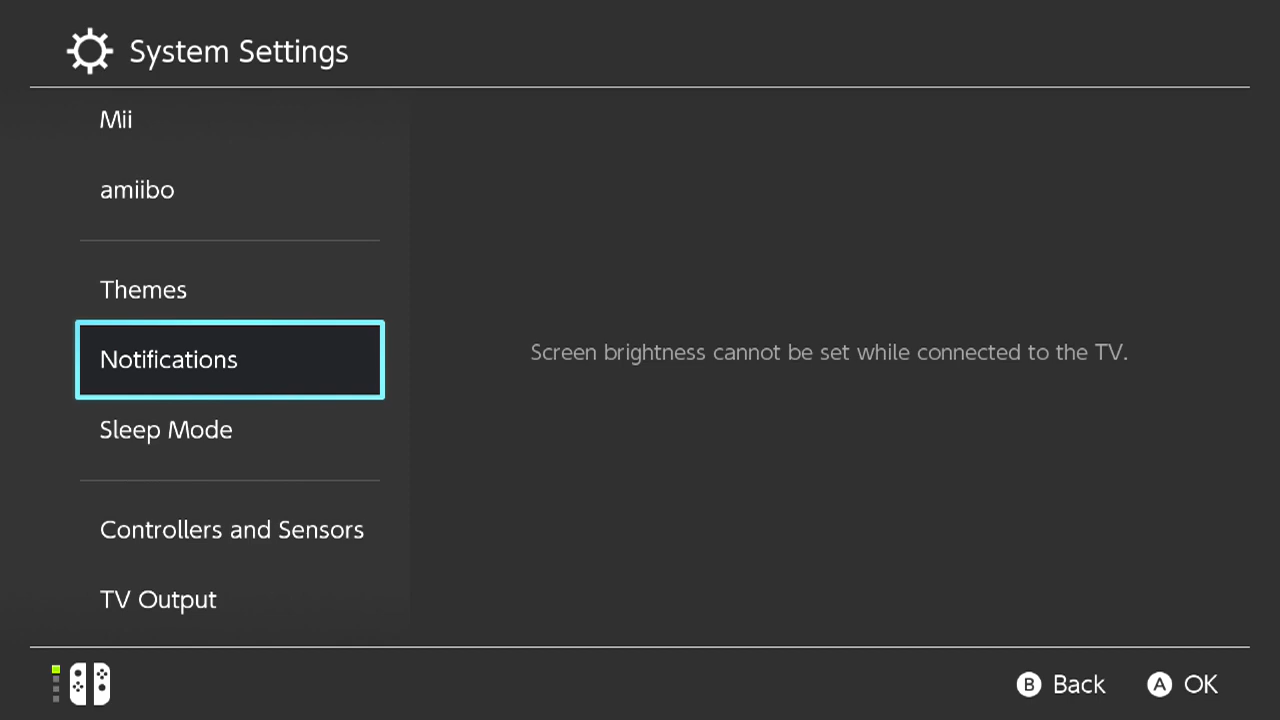 System Settings
Mii
amiibo
Themes
Notifications
Sleep Mode
Controllers and Sensors
TV Output
Screen brightness cannot be set while connected to the TV.
B Back A OK